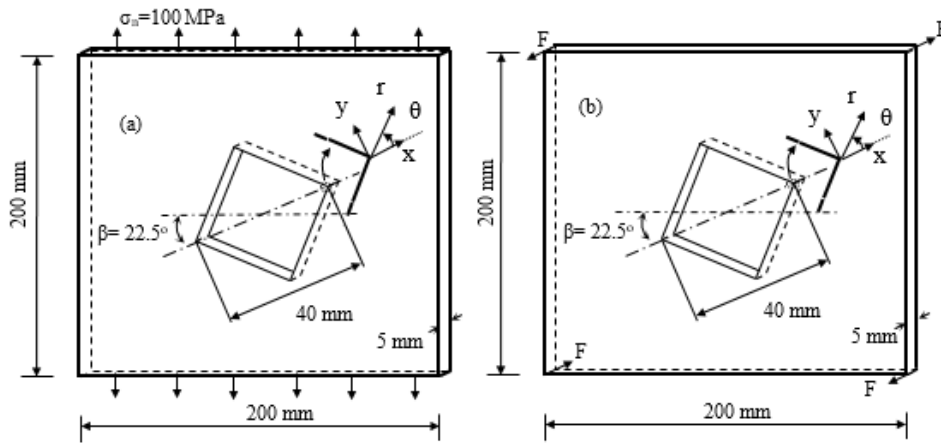 σn=100 MPa
(a)
r
y
θ
x
200 mm
β= 22.5°
40 mm
5 mm
200 mm
F
F
(b)
r
y
θ
x
200 mm
β= 22.5°
40 mm
5 mm
F
F
200 mm